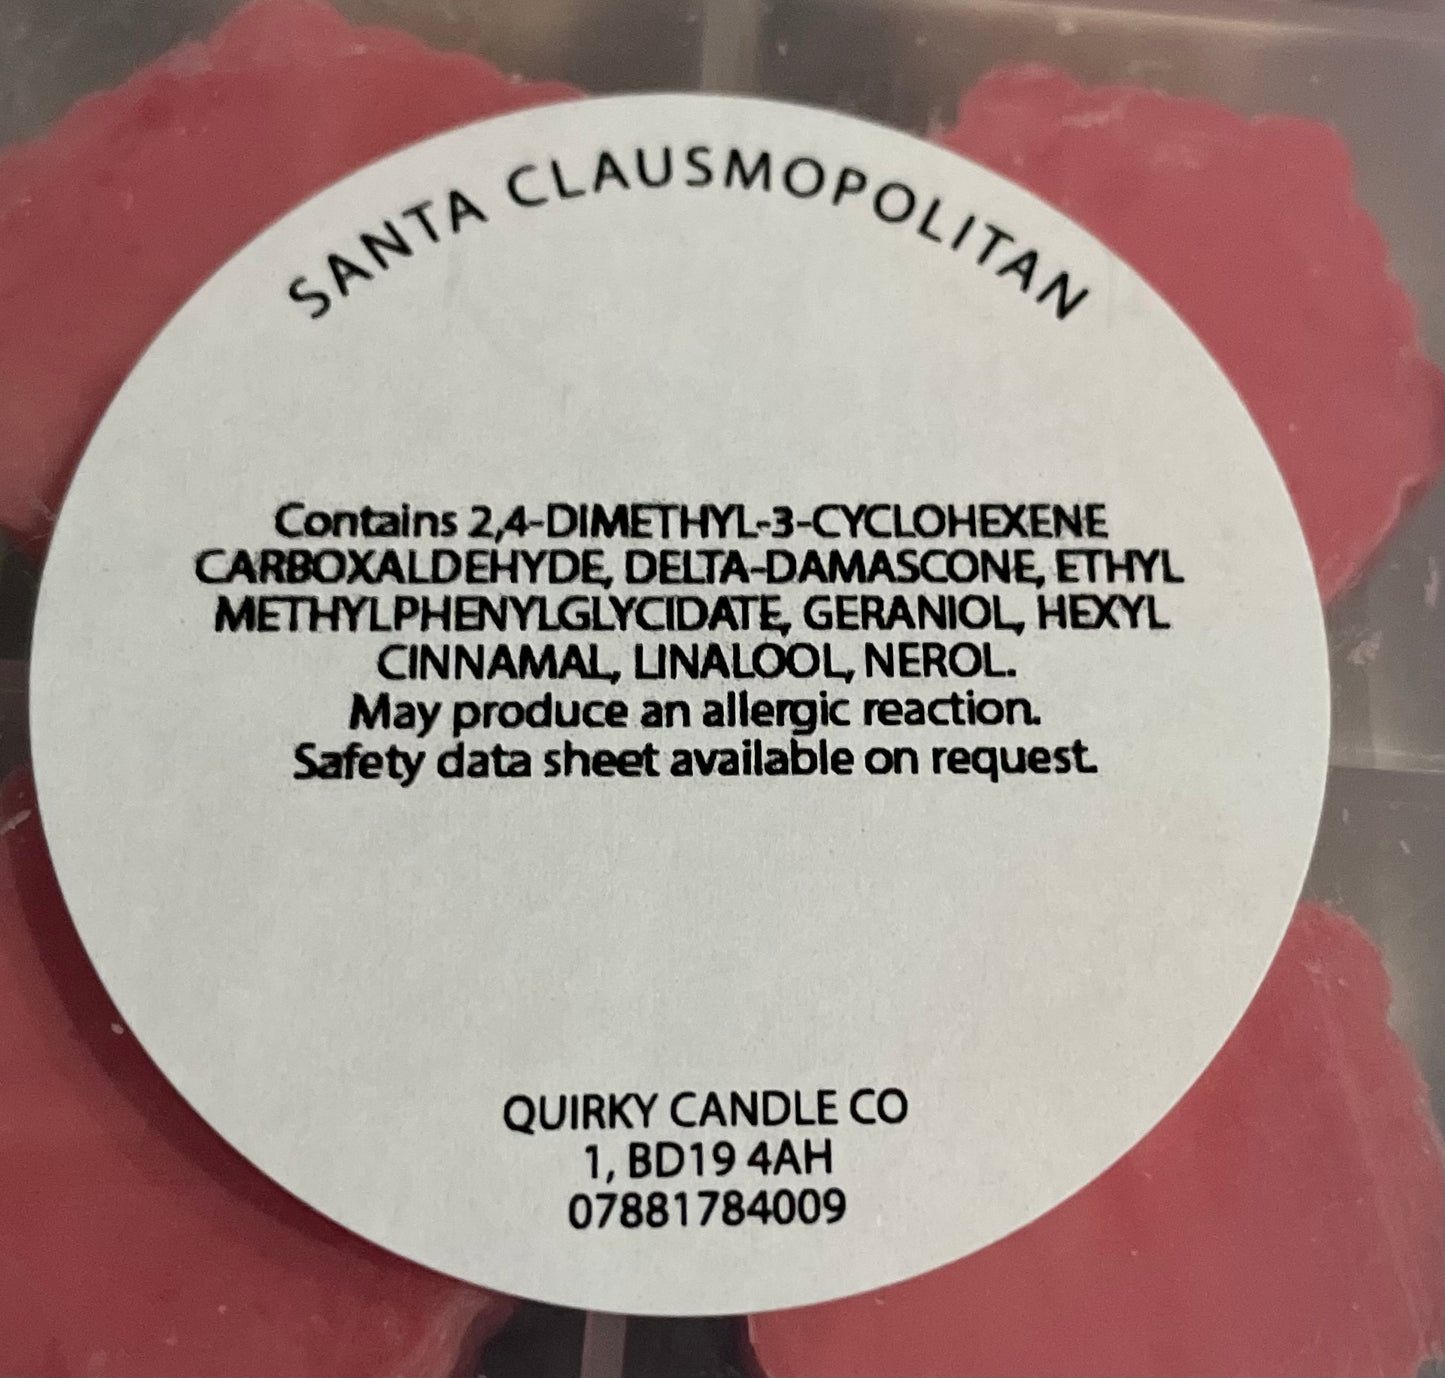 SANTA CLAUSMOPOLITAN
Contains 2,4-DIMETHYL-3-CYCLOHEXENE
CARBOXALDEHYDE, DELTA-DAMASCONE, ETHYL
METHYLPHENYLGLYCIDATE, GERANIOL, HEXYL
CINNAMAL, LINALOOL, NEROL.
May produce an allergic reaction.
Safety data sheet available on request.
QUIRKY CANDLE CO
1, BD19 4AH
07881784009